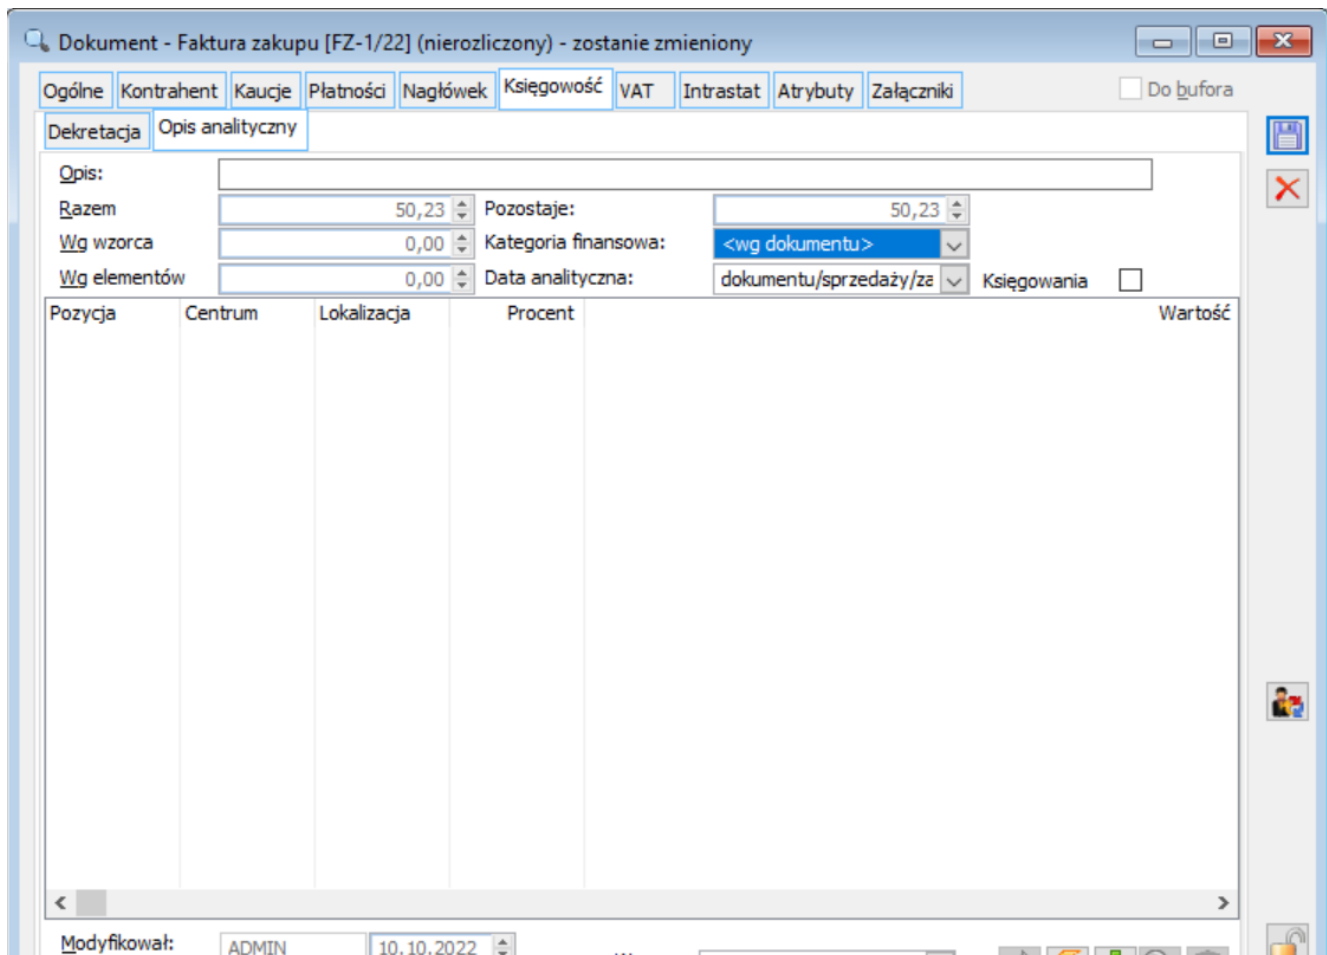 Dokument - Faktura zakupu [FZ-1/22] (nierozliczony) - zostanie zmieniony
Ogólne Kontrahent Kaucje Płatności Nagłówek Księgowość VAT Intrastat Atrybuty Załączniki Do bufora
Dekretacja Opis analityczny
Opis:
Razem 50,23 Pozostaje: 50,23
Wg wzorca 0,00 Kategoria finansowa: <wg dokumentu>
Wg elementów 0,00 Data analityczna: dokumentu/sprzedaży/za Księgowania
Pozycja Centrum Lokalizacja Procent Wartość
Modyfikował: ADMIN 10.10.2022